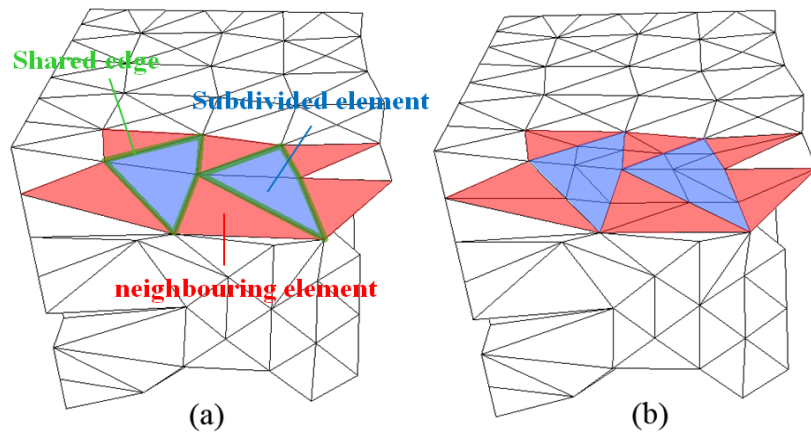 Shared edge
Subdivided element
neighbouring element
(a)
(b)